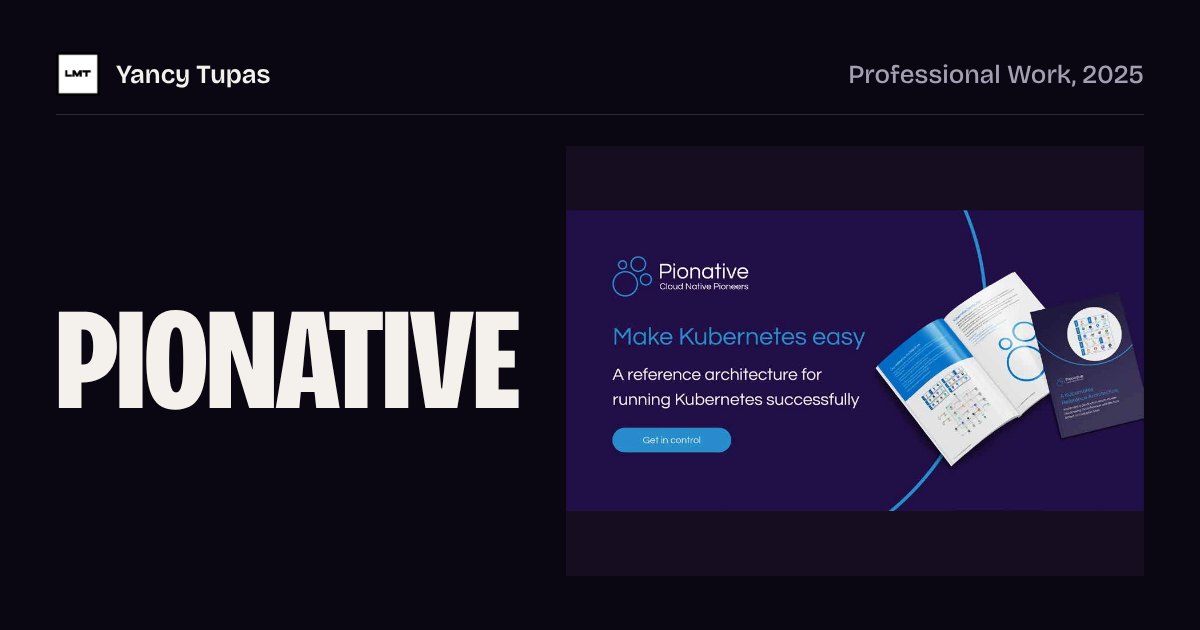 LMT
Yancy Tupas
Professional Work, 2025
PIONATIVE
Pionative
Cloud Native Pioneers
Make Kubernetes easy
A reference architecture for
running Kubernetes successfully
Get in control
Pionative